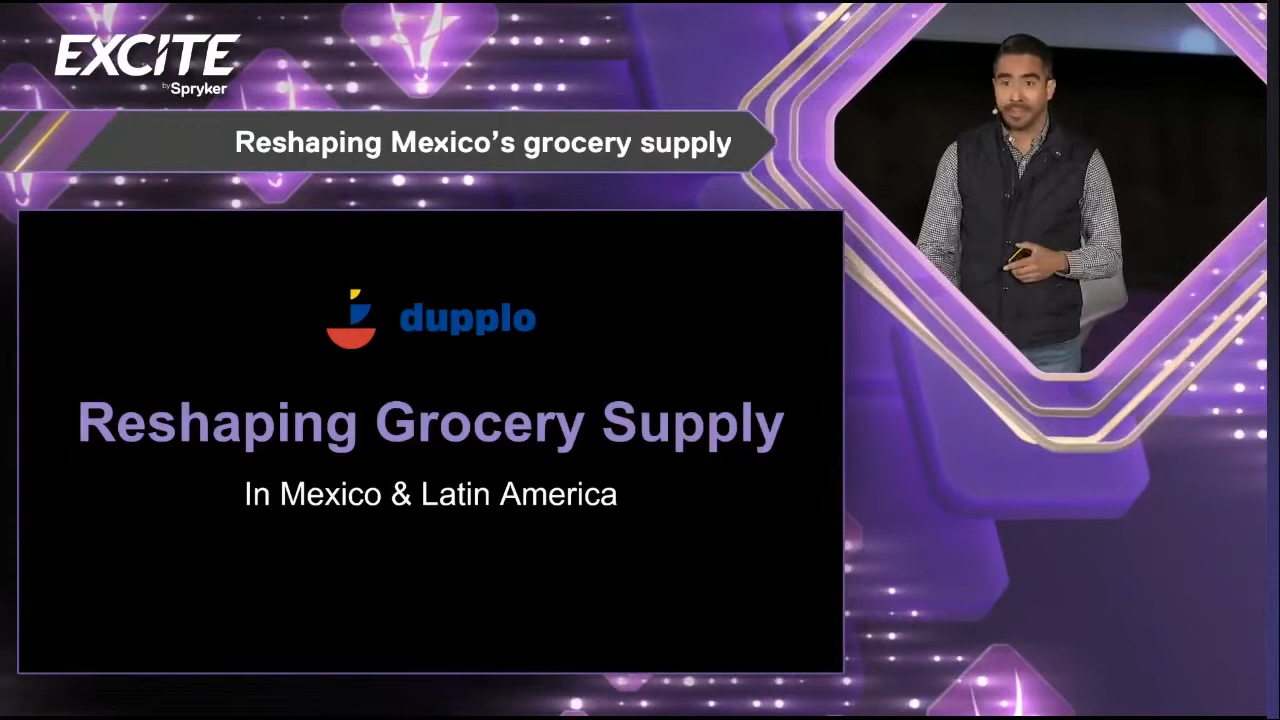 EXCITE
by Spryker
Reshaping Mexico's grocery supply
dupplo
Reshaping Grocery Supply
In Mexico & Latin America